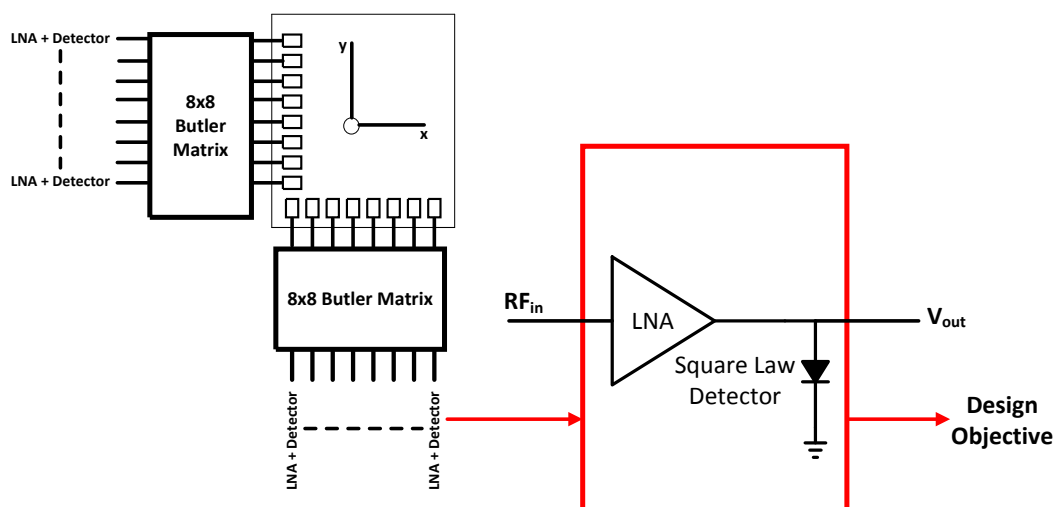 LNA + Detector
LNA + Detector
8x8
Butler
Matrix
y
x
8x8 Butler Matrix
LNA + Detector
LNA + Detector
RFin
LNA
Square Law
Detector
Vout
Design
Objective